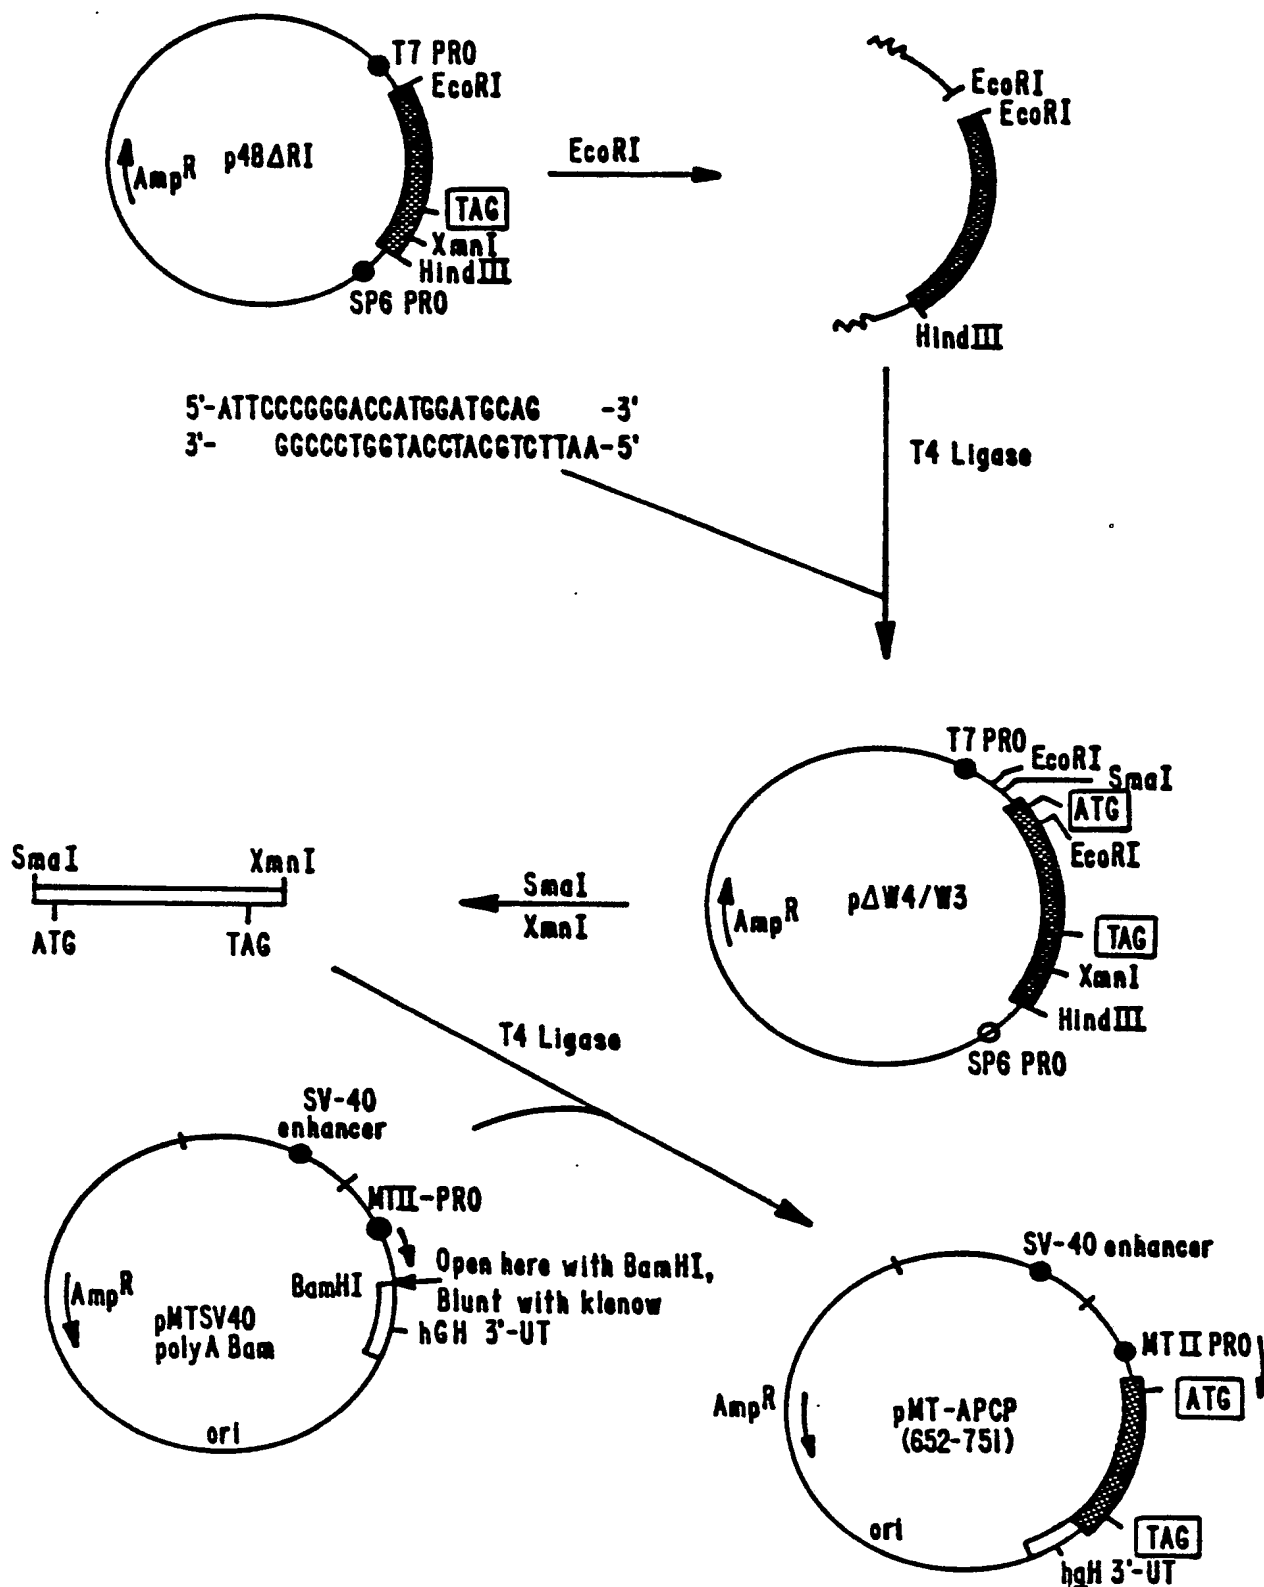 T7 PRO
EcoRI
p48ΔRI
AmpR
TAG
XmnI
HindIII
SP6 PRO
EcoRI
EcoRI
EcoRI
HindIII
5'-ATTCCCGGGACCATGGATGCAG -3'
3'- GGCCCTGGTACCTACGTCTTAA-5'
T4 Ligase
T7 PRO
EcoRI
SmaI
ATG
EcoRI
pΔW4/W3
AmpR
TAG
XmnI
HindIII
SP6 PRO
SmaI
XmnI
SmaI
XmnI
ATG
TAG
T4 Ligase
SV-40
enhancer
MTII-PRO
BamHI
Open here with BamHI,
Blunt with klenow
hGH 3'-UT
AmpR
pMTSV40
polyA Bam
ori
SV-40 enhancer
MTII PRO
ATG
AmpR
pMT-APCP
(652-751)
ori
TAG
hgH 3'-UT